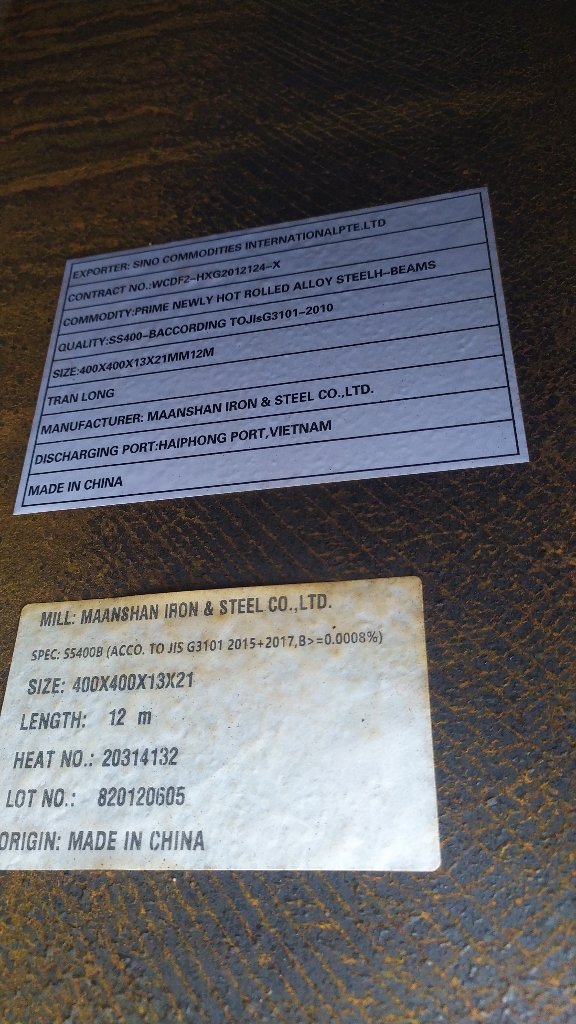 EXPORTER: SINO COMMODITIES INTERNATIONALPTE.LTD
CONTRACT NO.:WCDF2-HXG2012124-X
COMMODITY:PRIME NEWLY HOT ROLLED ALLOY STEELH-BEAMS
QUALITY:SS400-BACCORDING TOJIsG3101-2010
SIZE:400X400X13X21MM12M
TRAN LONG
MANUFACTURER: MAANSHAN IRON & STEEL CO.,LTD.
DISCHARGING PORT:HAIPHONG PORT,VIETNAM
MADE IN CHINA
MILL: MAANSHAN IRON & STEEL CO.,LTD.
SPEC: SS400B (ACCO. TO JIS G3101 2015+2017,B>=0.0008%)
SIZE: 400X400X13X21
LENGTH: 12 m
HEAT NO.: 20314132
LOT NO.: 820120605
ORIGIN: MADE IN CHINA